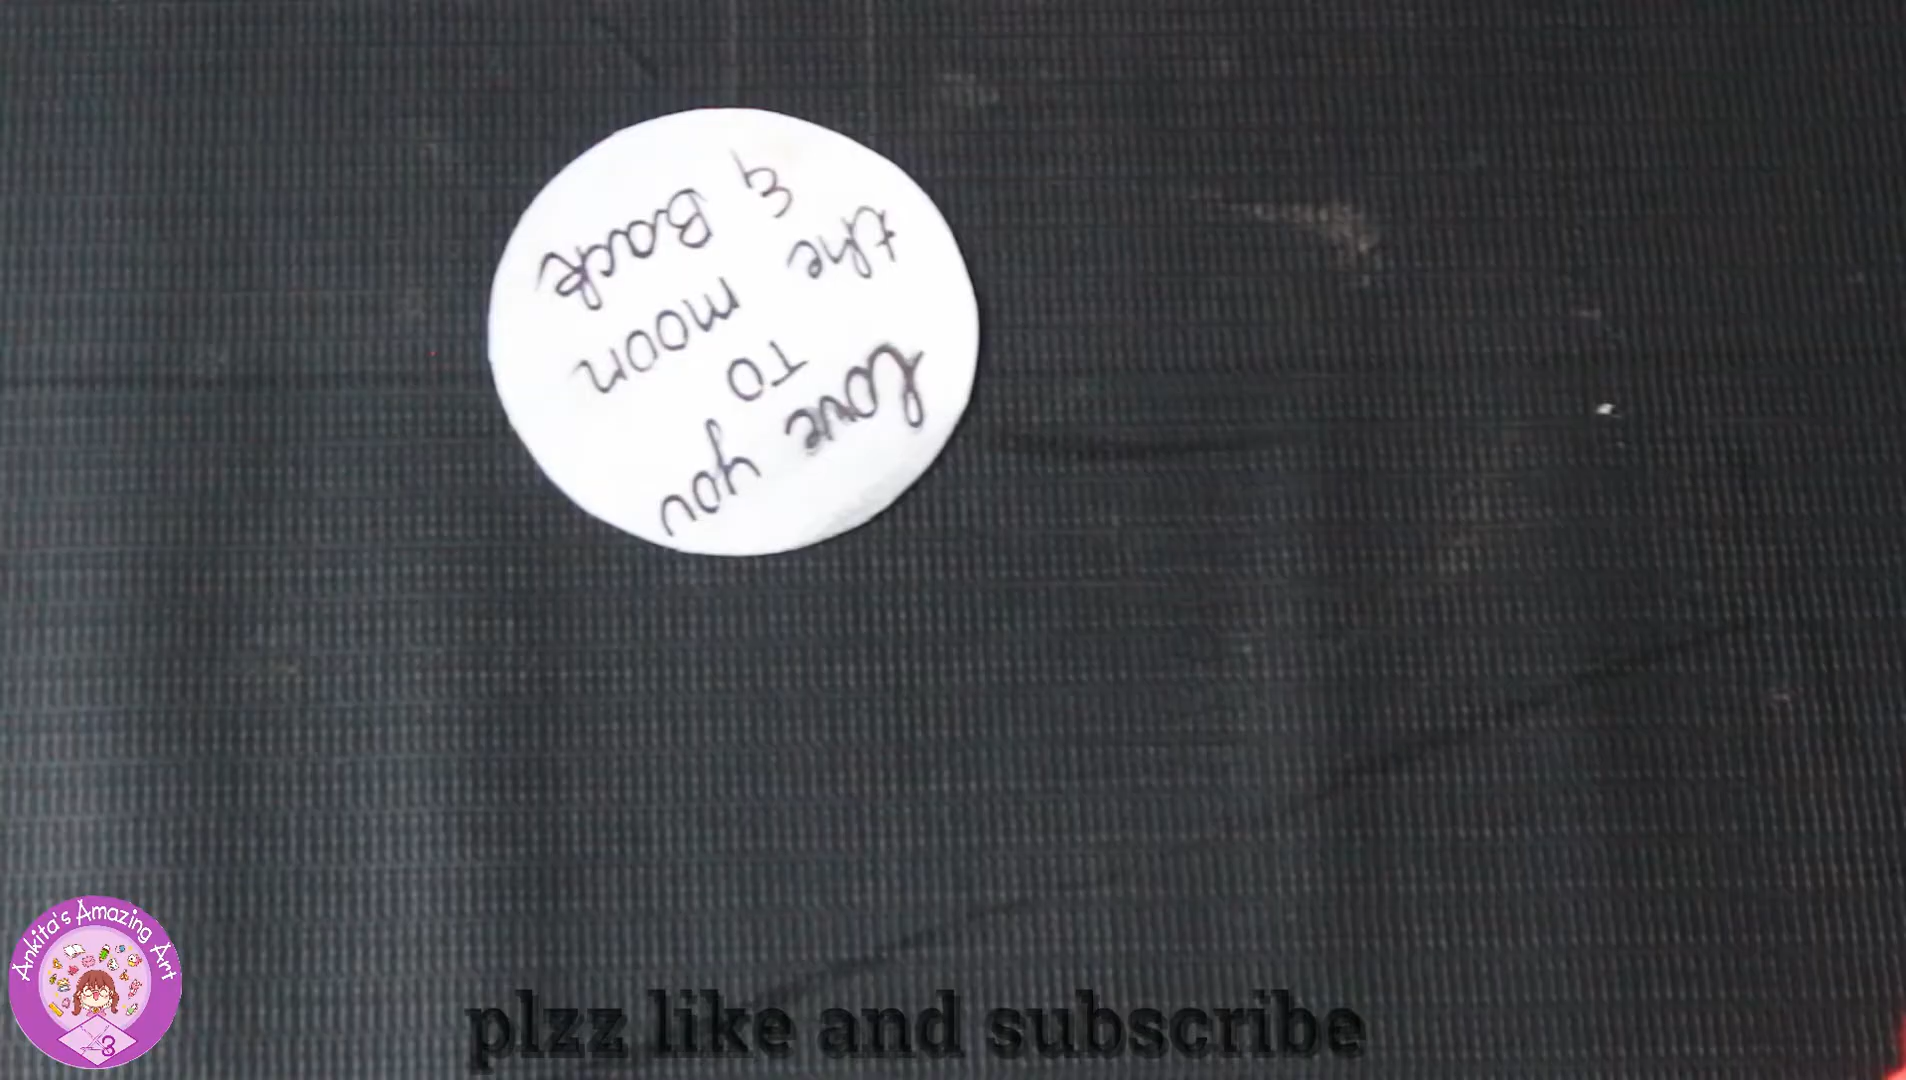 Love you
TO
the moon
& Back
Ankita's Amazing Art
plzz like and subscribe